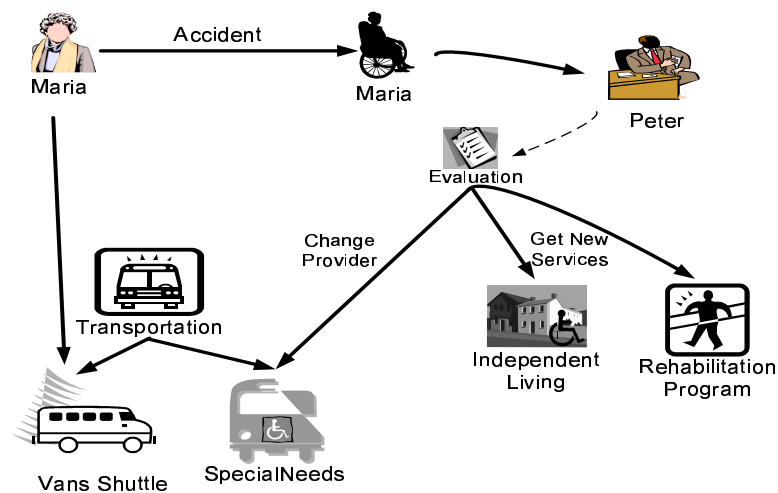 Accident
Maria
Maria
Peter
Evaluation
Change
Provider
Get New
Services
Transportation
Independent
Living
Rehabilitation
Program
Vans Shuttle
SpecialNeeds